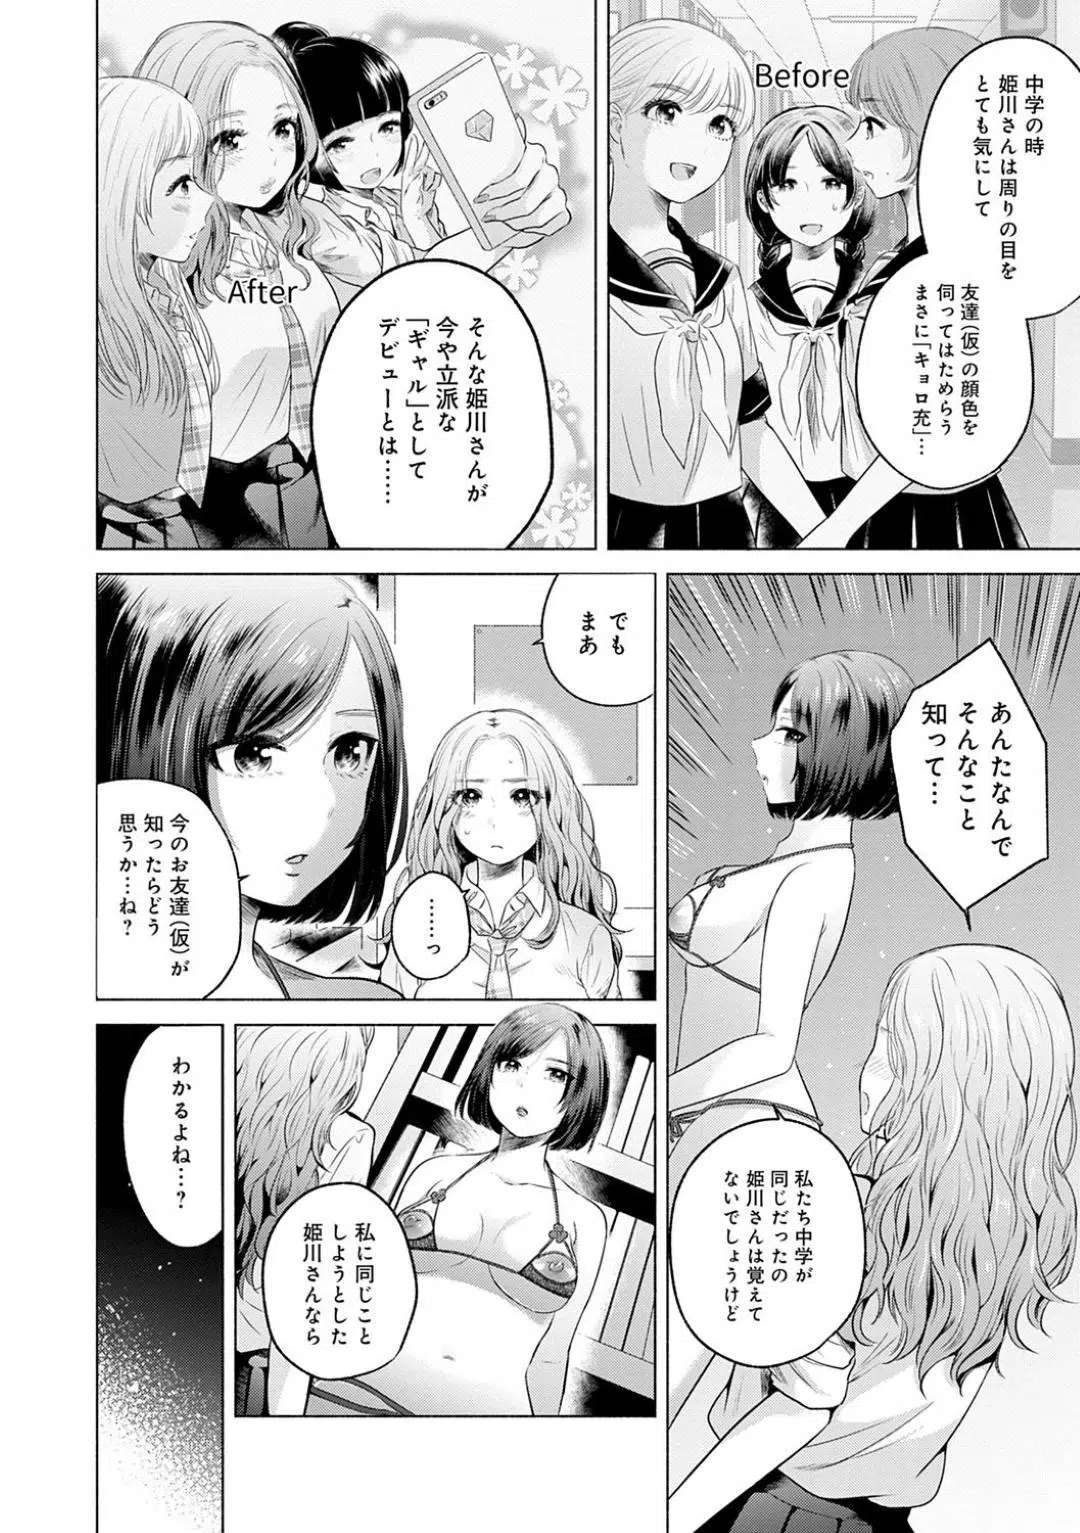 中学の時
姫川さんは周りの目を
とても気にして
友達(仮)の顔色を
伺ってはためらう
まさに「キョロ充」…
Before
そんな姫川さんが
今や立派な
「ギャル」として
デビューとは……
After
あんたなんで
そんなこと
知って…
私たち中学が
同じだったの
姫川さんは覚えて
ないでしょうけど
でも
まあ
……っ
今のお友達(仮)が
知ったらどう
思うか…ね?
私に同じこと
しようとした
姫川さんなら
わかるよね…?